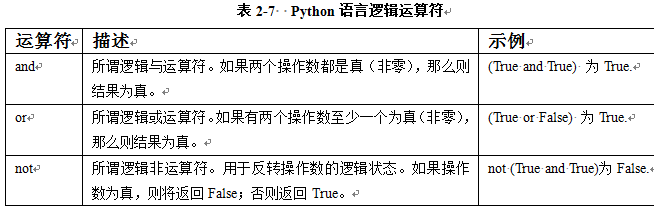 表 2-7 Python 语言逻辑运算符
运算符 描述 示例
and 所谓逻辑与运算符。如果两个操作数都是真（非零），那么则 (True and True) 为 True.
结果为真。
or 所谓逻辑或运算符。如果有两个操作数至少一个为真（非零）， (True or False) 为 True.
那么则结果为真。
not 所谓逻辑非运算符。用于反转操作数的逻辑状态。如果操作 not (True and True)为 False.
数为真，则将返回 False；否则返回 True。